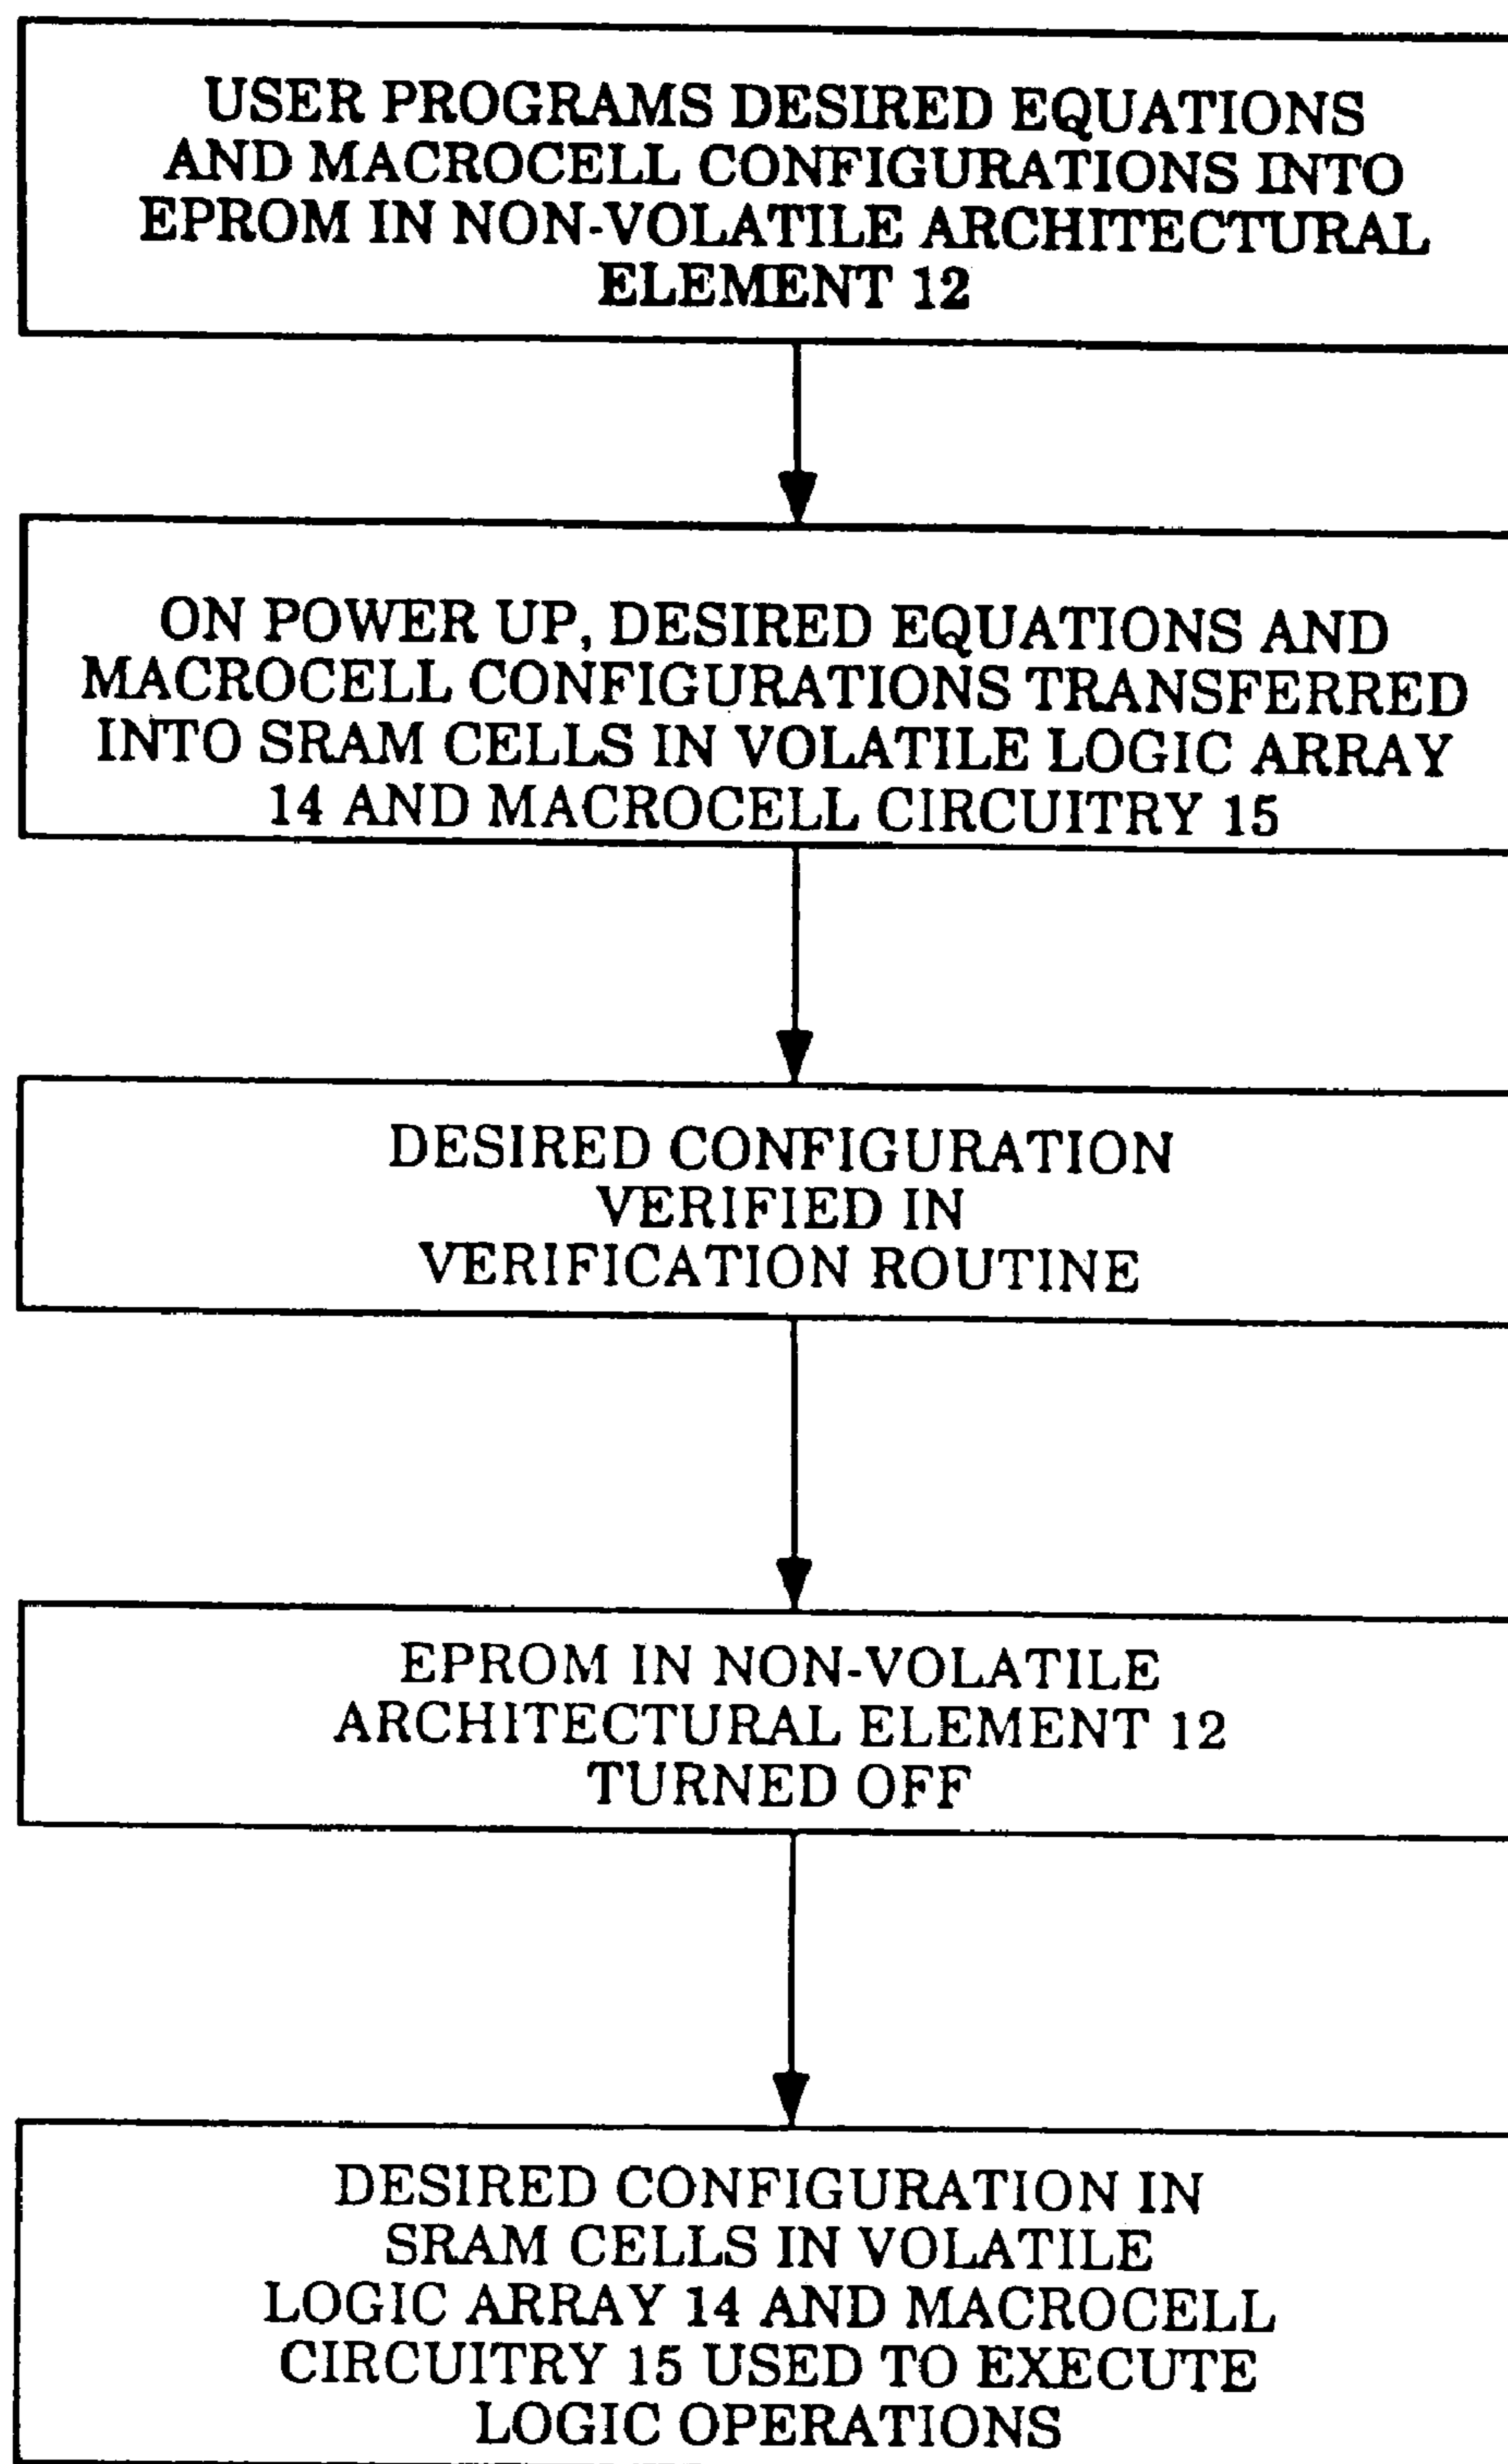 USER PROGRAMS DESIRED EQUATIONS
AND MACROCELL CONFIGURATIONS INTO
EPROM IN NON-VOLATILE ARCHITECTURAL
ELEMENT 12
ON POWER UP, DESIRED EQUATIONS AND
MACROCELL CONFIGURATIONS TRANSFERRED
INTO SRAM CELLS IN VOLATILE LOGIC ARRAY
14 AND MACROCELL CIRCUITRY 15
DESIRED CONFIGURATION
VERIFIED IN
VERIFICATION ROUTINE
EPROM IN NON-VOLATILE
ARCHITECTURAL ELEMENT 12
TURNED OFF
DESIRED CONFIGURATION IN
SRAM CELLS IN VOLATILE
LOGIC ARRAY 14 AND MACROCELL
CIRCUITRY 15 USED TO EXECUTE
LOGIC OPERATIONS